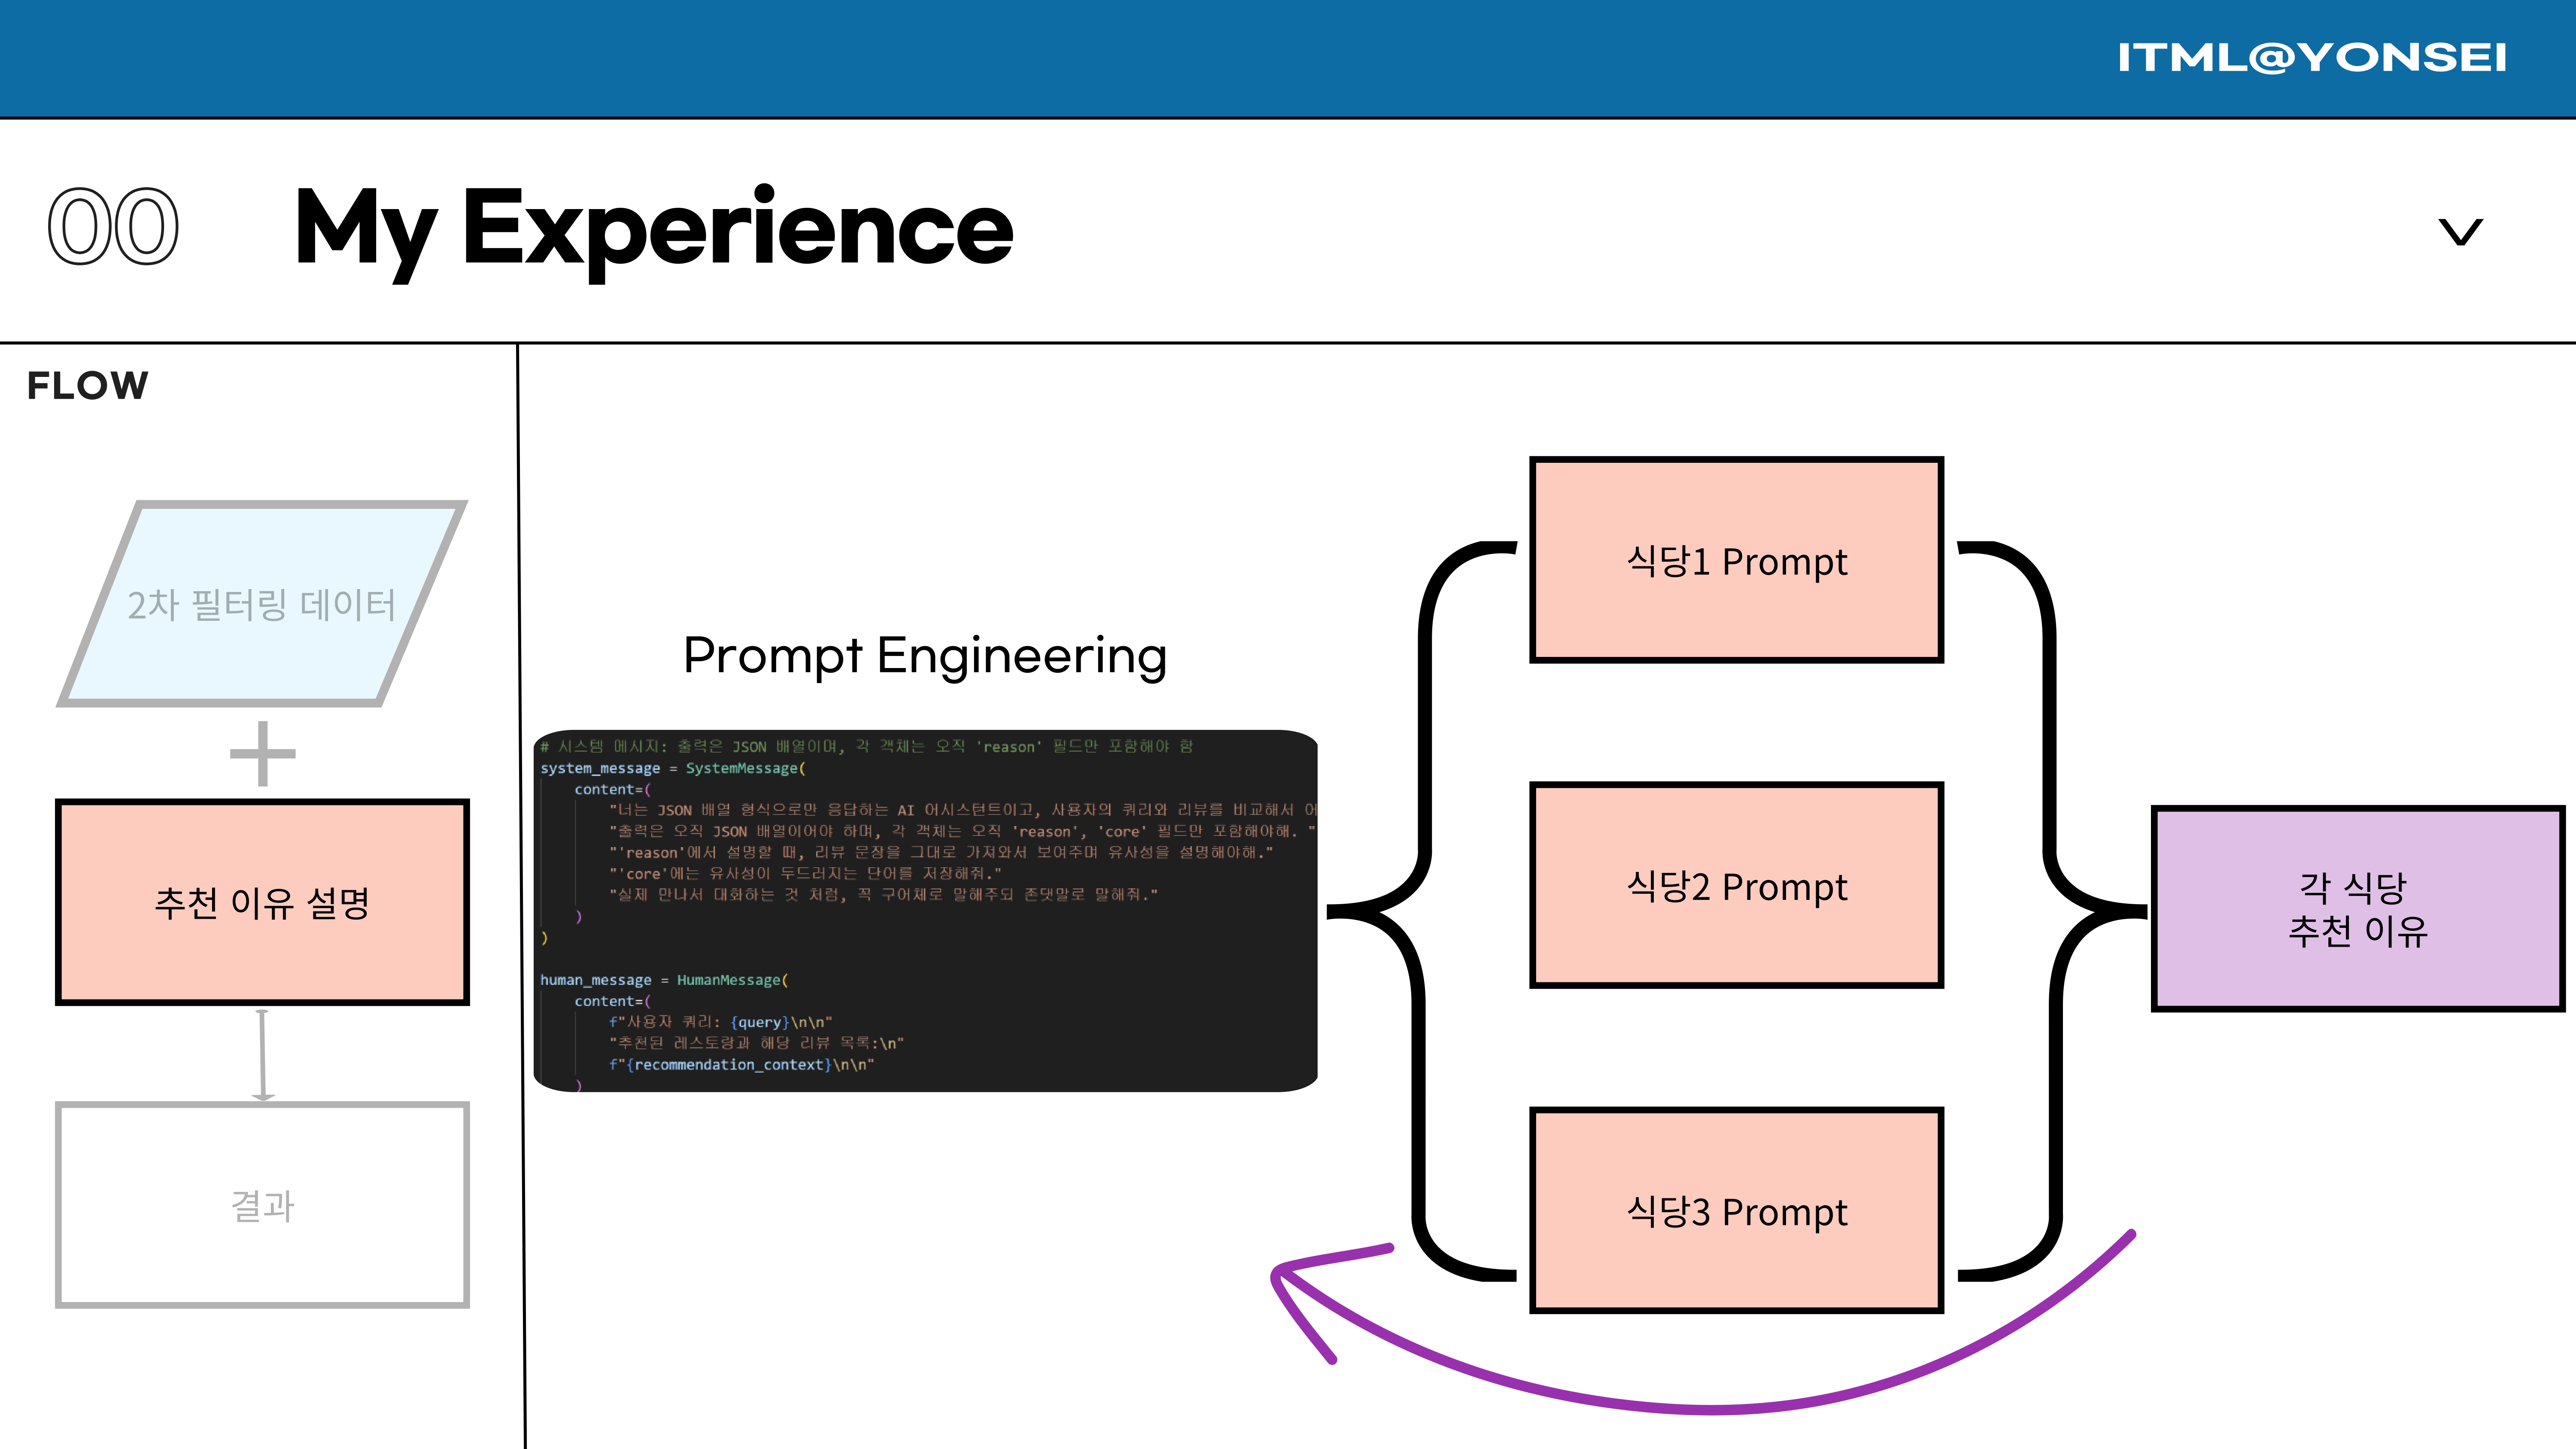 ITML@YONSEI
00
My Experience
FLOW
2차 필터링 데이터
+
추천 이유 설명
결과
Prompt Engineering
# 시스템 메시지: 출력은 JSON 배열이며, 각 객체는 오직 'reason' 필드만 포함해야 함
system_message = SystemMessage(
content=(
"너는 JSON 배열 형식으로만 응답하는 AI 어시스턴트이고, 사용자의 쿼리와 리뷰를 비교해서 어
"출력은 오직 JSON 배열이어야 하며, 각 객체는 오직 'reason', 'core' 필드만 포함해야해. "
"'reason'에서 설명할 때, 리뷰 문장을 그대로 가져와서 보여주며 유사성을 설명해야해."
"'core'에는 유사성이 두드러지는 단어를 저장해줘."
"실제 만나서 대화하는 것 처럼, 꼭 구어체로 말해주되 존댓말로 말해줘."
)
)
human_message = HumanMessage(
content=(
f"사용자 쿼리: {query}\n\n"
"추천된 레스토랑과 해당 리뷰 목록:\n"
f"{recommendation_context}\n\n"
)
식당1 Prompt
식당2 Prompt
식당3 Prompt
각 식당
추천 이유